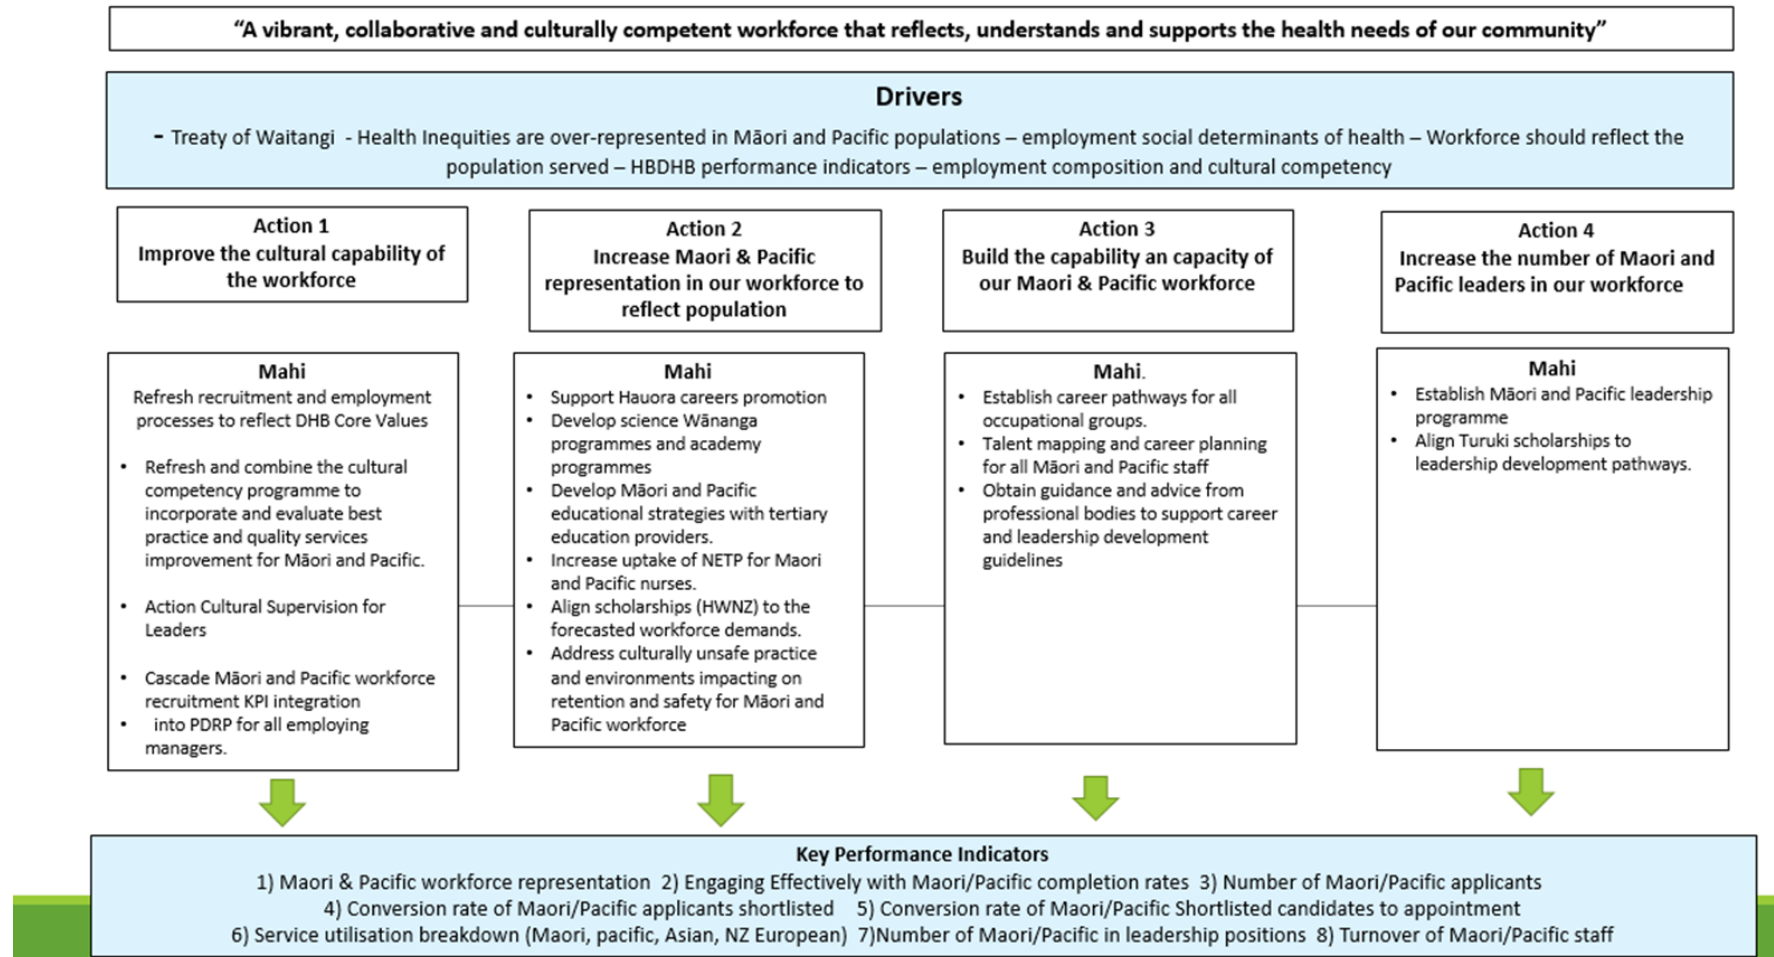 “A vibrant, collaborative and culturally competent workforce that reflects, understands and supports the health needs of our community”
Drivers
- Treaty of Waitangi - Health Inequities are over-represented in Māori and Pacific populations – employment social determinants of health – Workforce should reflect the
population served – HBDHB performance indicators – employment composition and cultural competency
Action 1
Improve the cultural capability of
the workforce
Action 2
Increase Maori & Pacific
representation in our workforce to
reflect population
Action 3
Build the capability an capacity of
our Maori & Pacific workforce
Action 4
Increase the number of Maori and
Pacific leaders in our workforce
Mahi
Refresh recruitment and employment
processes to reflect DHB Core Values
• Refresh and combine the cultural
competency programme to
incorporate and evaluate best
practice and quality services
improvement for Māori and Pacific.
• Action Cultural Supervision for
Leaders
• Cascade Māori and Pacific workforce
recruitment KPI integration
• into PDRP for all employing
managers.
Mahi
• Support Hauora careers promotion
• Develop science Wānanga
programmes and academy
programmes
• Develop Māori and Pacific
educational strategies with tertiary
education providers.
• Increase uptake of NETP for Maori
and Pacific nurses.
• Align scholarships (HWNZ) to the
forecasted workforce demands.
• Address culturally unsafe practice
and environments impacting on
retention and safety for Māori and
Pacific workforce
Mahi.
• Establish career pathways for all
occupational groups.
• Talent mapping and career planning
for all Māori and Pacific staff
• Obtain guidance and advice from
professional bodies to support career
and leadership development
guidelines
Mahi
• Establish Māori and Pacific leadership
programme
• Align Turuki scholarships to
leadership development pathways.
Key Performance Indicators
1) Maori & Pacific workforce representation 2) Engaging Effectively with Maori/Pacific completion rates 3) Number of Maori/Pacific applicants
4) Conversion rate of Maori/Pacific applicants shortlisted 5) Conversion rate of Maori/Pacific Shortlisted candidates to appointment
6) Service utilisation breakdown (Maori, pacific, Asian, NZ European) 7)Number of Maori/Pacific in leadership positions 8) Turnover of Maori/Pacific staff